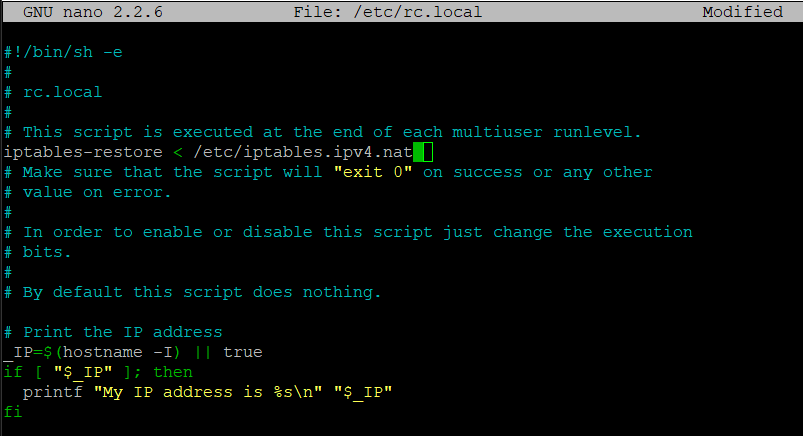 GNU nano 2.2.6 File: /etc/rc.local Modified
#!/bin/sh -e
#
# rc.local
#
# This script is executed at the end of each multiuser runlevel.
iptables-restore < /etc/iptables.ipv4.nat
# Make sure that the script will "exit 0" on success or any other
# value on error.
#
# In order to enable or disable this script just change the execution
# bits.
#
# By default this script does nothing.
# Print the IP address
_IP=$(hostname -I) || true
if [ "$_IP" ]; then
  printf "My IP address is %s\n" "$_IP"
fi